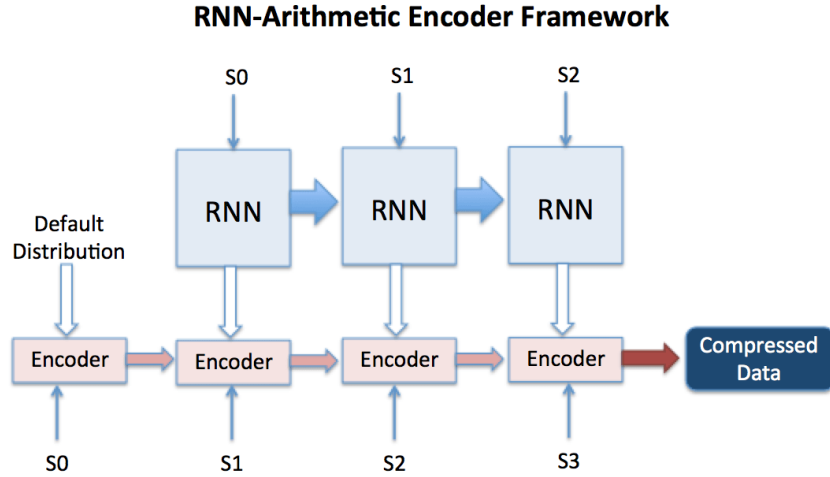 RNN-Arithmetic Encoder Framework
S0
S1
S2
RNN
RNN
RNN
Default
Distribution
Encoder
Encoder
Encoder
Encoder
Compressed
Data
S0
S1
S2
S3